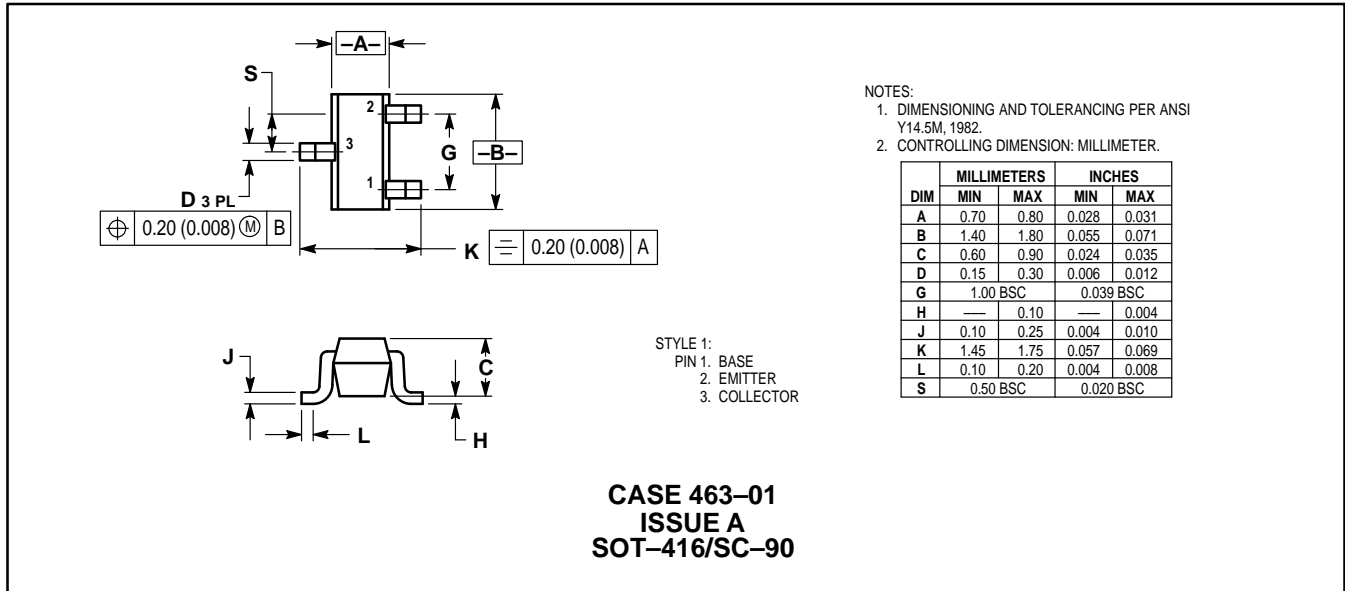 –A–
S
2
3
G
–B–
1
D 3 PL
0.20 (0.008) Ⓜ B
K
0.20 (0.008) A
J
C
L
H
STYLE 1:
PIN 1. BASE
2. EMITTER
3. COLLECTOR
NOTES:
1. DIMENSIONING AND TOLERANCING PER ANSI
Y14.5M, 1982.
2. CONTROLLING DIMENSION: MILLIMETER.
MILLIMETERS INCHES
DIM MIN MAX MIN MAX
A 0.70 0.80 0.028 0.031
B 1.40 1.80 0.055 0.071
C 0.60 0.90 0.024 0.035
D 0.15 0.30 0.006 0.012
G 1.00 BSC 0.039 BSC
H — 0.10 — 0.004
J 0.10 0.25 0.004 0.010
K 1.45 1.75 0.057 0.069
L 0.10 0.20 0.004 0.008
S 0.50 BSC 0.020 BSC
CASE 463–01
ISSUE A
SOT–416/SC–90